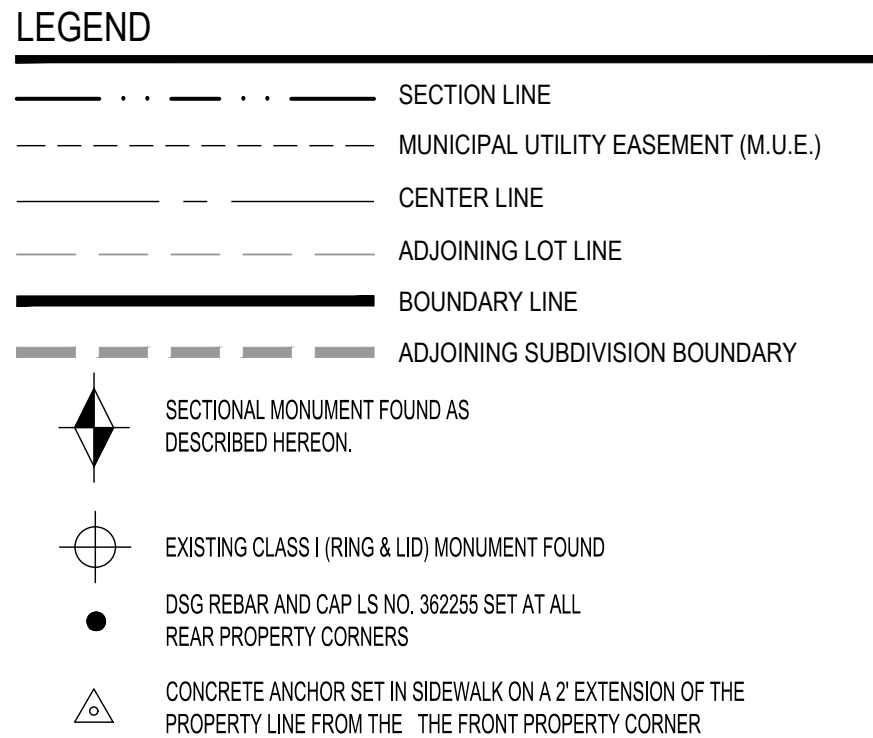 LEGEND
SECTION LINE
MUNICIPAL UTILITY EASEMENT (M.U.E.)
CENTER LINE
ADJOINING LOT LINE
BOUNDARY LINE
ADJOINING SUBDIVISION BOUNDARY
SECTIONAL MONUMENT FOUND AS
DESCRIBED HEREON.
EXISTING CLASS I (RING & LID) MONUMENT FOUND
DSG REBAR AND CAP LS NO. 362255 SET AT ALL
REAR PROPERTY CORNERS
CONCRETE ANCHOR SET IN SIDEWALK ON A 2' EXTENSION OF THE
PROPERTY LINE FROM THE THE FRONT PROPERTY CORNER